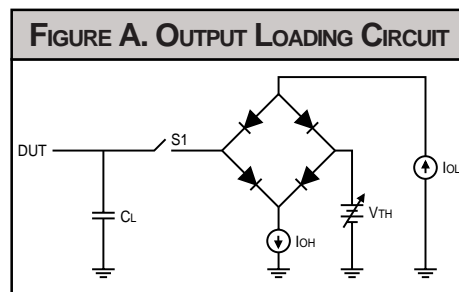 FIGURE A. OUTPUT LOADING CIRCUIT
DUT
S1
IOL
CL
VTH
IOH